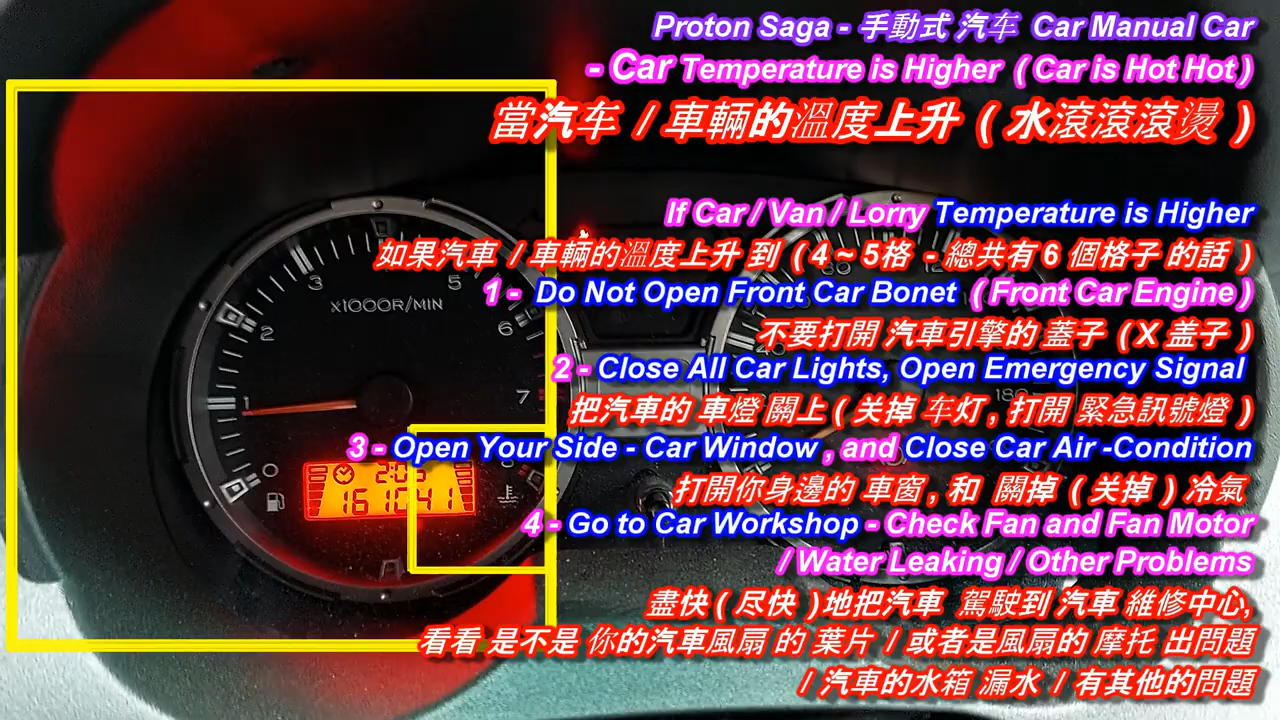 Proton Saga - 手動式 汽车 Car Manual Car
- Car Temperature is Higher ( Car is Hot Hot )
當汽车 / 車輛的溫度上升 ( 水滾滾滾燙 )
If Car / Van / Lorry Temperature is Higher
如果汽車 / 車輛的溫度上升 到 ( 4 ~ 5格 - 總共有 6 個格子 的話 )
1 - Do Not Open Front Car Bonet ( Front Car Engine )
不要打開 汽車引擎的 蓋子 ( X 盖子 )
2 - Close All Car Lights, Open Emergency Signal
把汽車的 車燈 關上 ( 关掉 车灯 , 打開 緊急訊號燈 )
3 - Open Your Side - Car Window , and Close Car Air -Condition
打開你身邊的 車窗 , 和 關掉 ( 关掉 ) 冷氣
4 - Go to Car Workshop - Check Fan and Fan Motor
/ Water Leaking / Other Problems
盡快 ( 尽快 )地把汽車 駕駛到 汽車 維修中心,
看看 是不是 你的汽車風扇 的 葉片 / 或者是風扇的 摩托 出問題
/ 汽車的水箱 漏水 / 有其他的問題
3
5
x1000R/MIN
2
6
1
7
0
2:05
161041